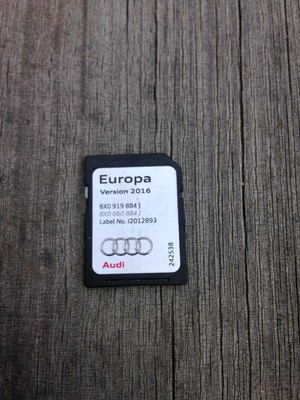 Europa
Version 2016
8X0 919 884 J
8X0 060 884 J
Label No. i2012893
Audi
242538